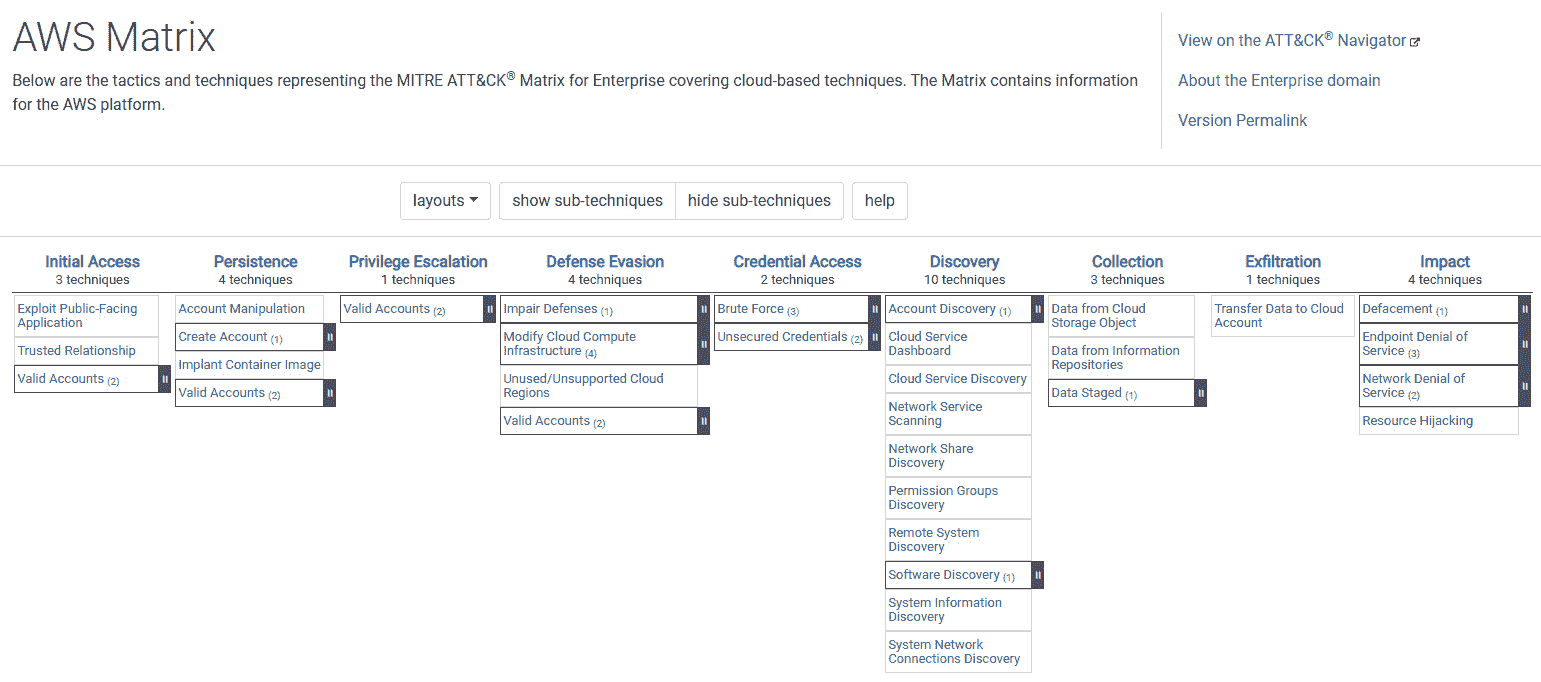 AWS Matrix
Below are the tactics and techniques representing the MITRE ATT&CK® Matrix for Enterprise covering cloud-based techniques. The Matrix contains information
for the AWS platform.
View on the ATT&CK® Navigator
About the Enterprise domain
Version Permalink
layouts
show sub-techniques
hide sub-techniques
help
Initial Access
3 techniques
Exploit Public-Facing
Application
Trusted Relationship
Valid Accounts (2)
Persistence
4 techniques
Account Manipulation
Create Account (1)
Implant Container Image
Valid Accounts (2)
Privilege Escalation
1 techniques
Valid Accounts (2)
Defense Evasion
4 techniques
Impair Defenses (1)
Modify Cloud Compute
Infrastructure (4)
Unused/Unsupported Cloud
Regions
Valid Accounts (2)
Credential Access
2 techniques
Brute Force (3)
Unsecured Credentials (2)
Discovery
10 techniques
Account Discovery (1)
Cloud Service
Dashboard
Cloud Service Discovery
Network Service
Scanning
Network Share
Discovery
Permission Groups
Discovery
Remote System
Discovery
Software Discovery (1)
System Information
Discovery
System Network
Connections Discovery
Collection
3 techniques
Data from Cloud
Storage Object
Data from Information
Repositories
Data Staged (1)
Exfiltration
1 techniques
Transfer Data to Cloud
Account
Impact
4 techniques
Defacement (1)
Endpoint Denial of
Service (3)
Network Denial of
Service (2)
Resource Hijacking